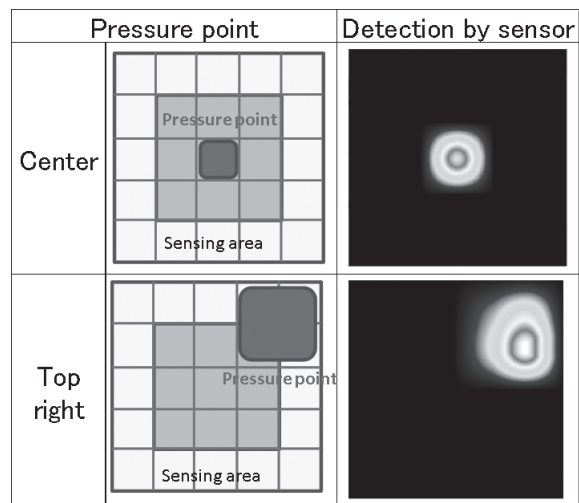 Pressure point
Detection by sensor
Center
Pressure point
Sensing area
Top
right
Pressure point
Sensing area